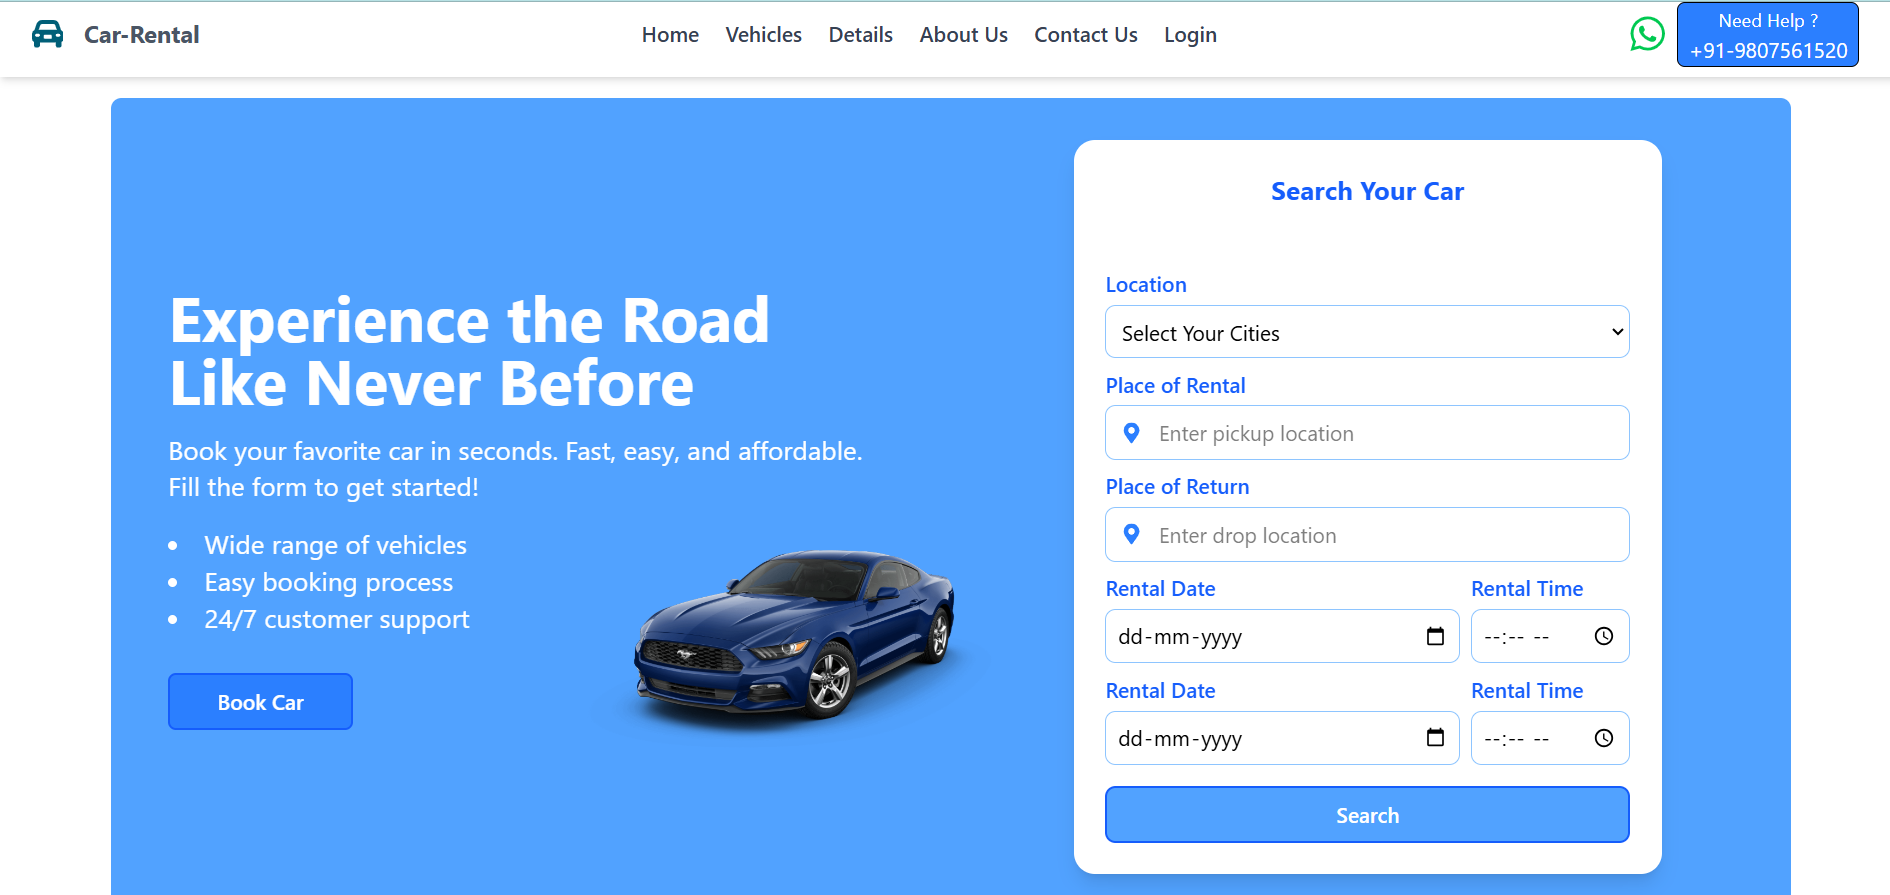 Car-Rental
Home Vehicles Details About Us Contact Us Login
Need Help ?
+91-9807561520
Experience the Road
Like Never Before
Book your favorite car in seconds. Fast, easy, and affordable.
Fill the form to get started!
Wide range of vehicles
Easy booking process
24/7 customer support
Book Car
Search Your Car
Location
Select Your Cities
Place of Rental
Enter pickup location
Place of Return
Enter drop location
Rental Date Rental Time
dd-mm-yyyy --:-- --
Rental Date Rental Time
dd-mm-yyyy --:-- --
Search